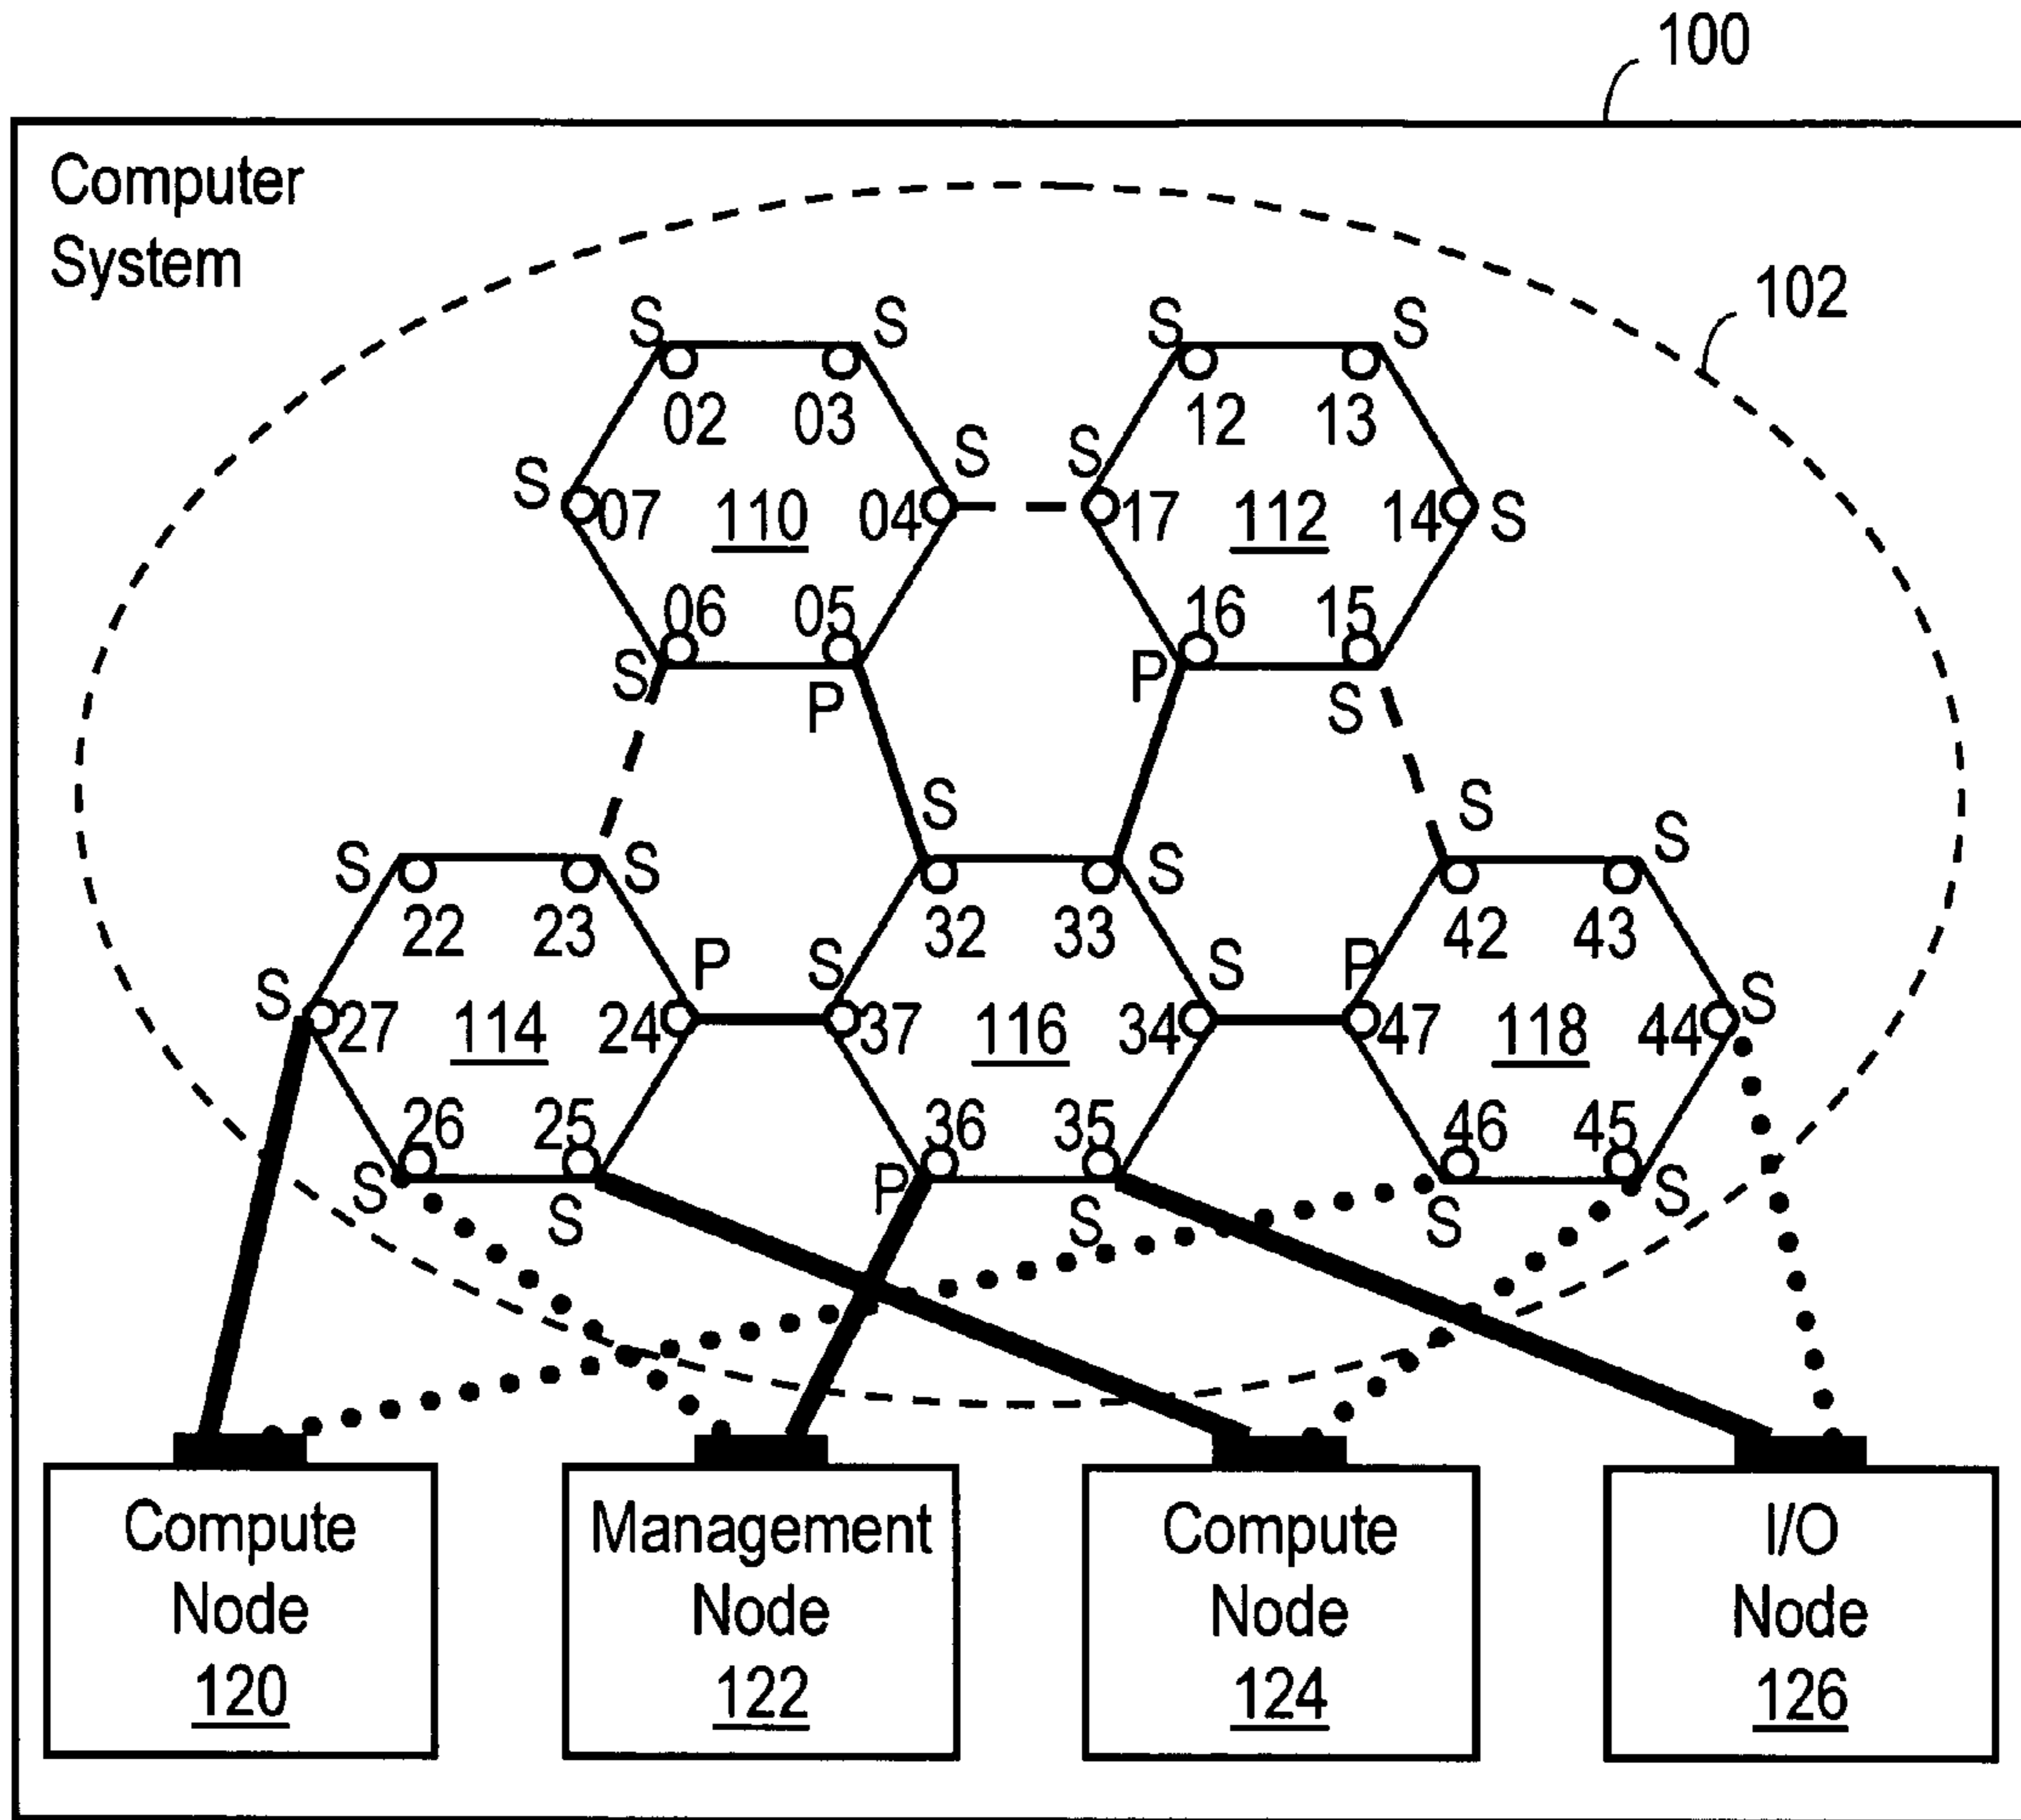 100
Computer
System
102
S S S S
02 03 12 13
S S S
07 110 04 17 112 14 S
06 05 16 15
S P P S
S S S
S S S
22 23 32 33 42 43
P S S P
S S
27 114 24 37 116 34 47 118 44
26 25 36 35 46 45
S P S
S S S
Compute
Node
120
Management
Node
122
Compute
Node
124
I/O
Node
126